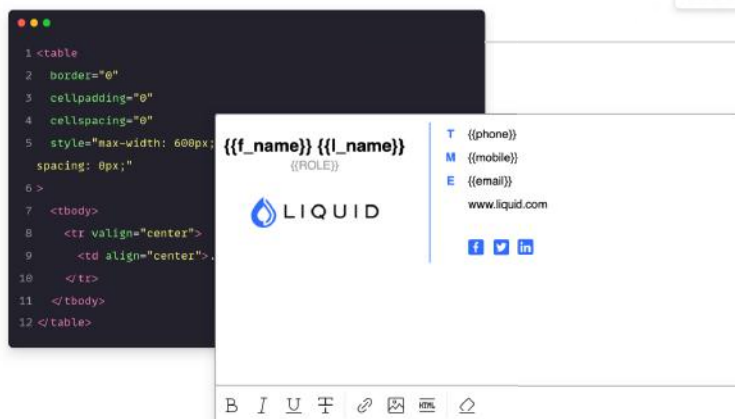 1 <table
2 border="0"
3 cellpadding="0"
4 cellspacing="0"
5 style="max-width: 600px;
spacing: 0px;"
6 >
7 <tbody>
8 <tr valign="center">
9 <td align="center">.
10 </tr>
11 </tbody>
12 </table>
{{f_name}} {{l_name}}
{{ROLE}}
LIQUID
T {{phone}}
M {{mobile}}
E {{email}}
www.liquid.com
f in
B I U T HTML